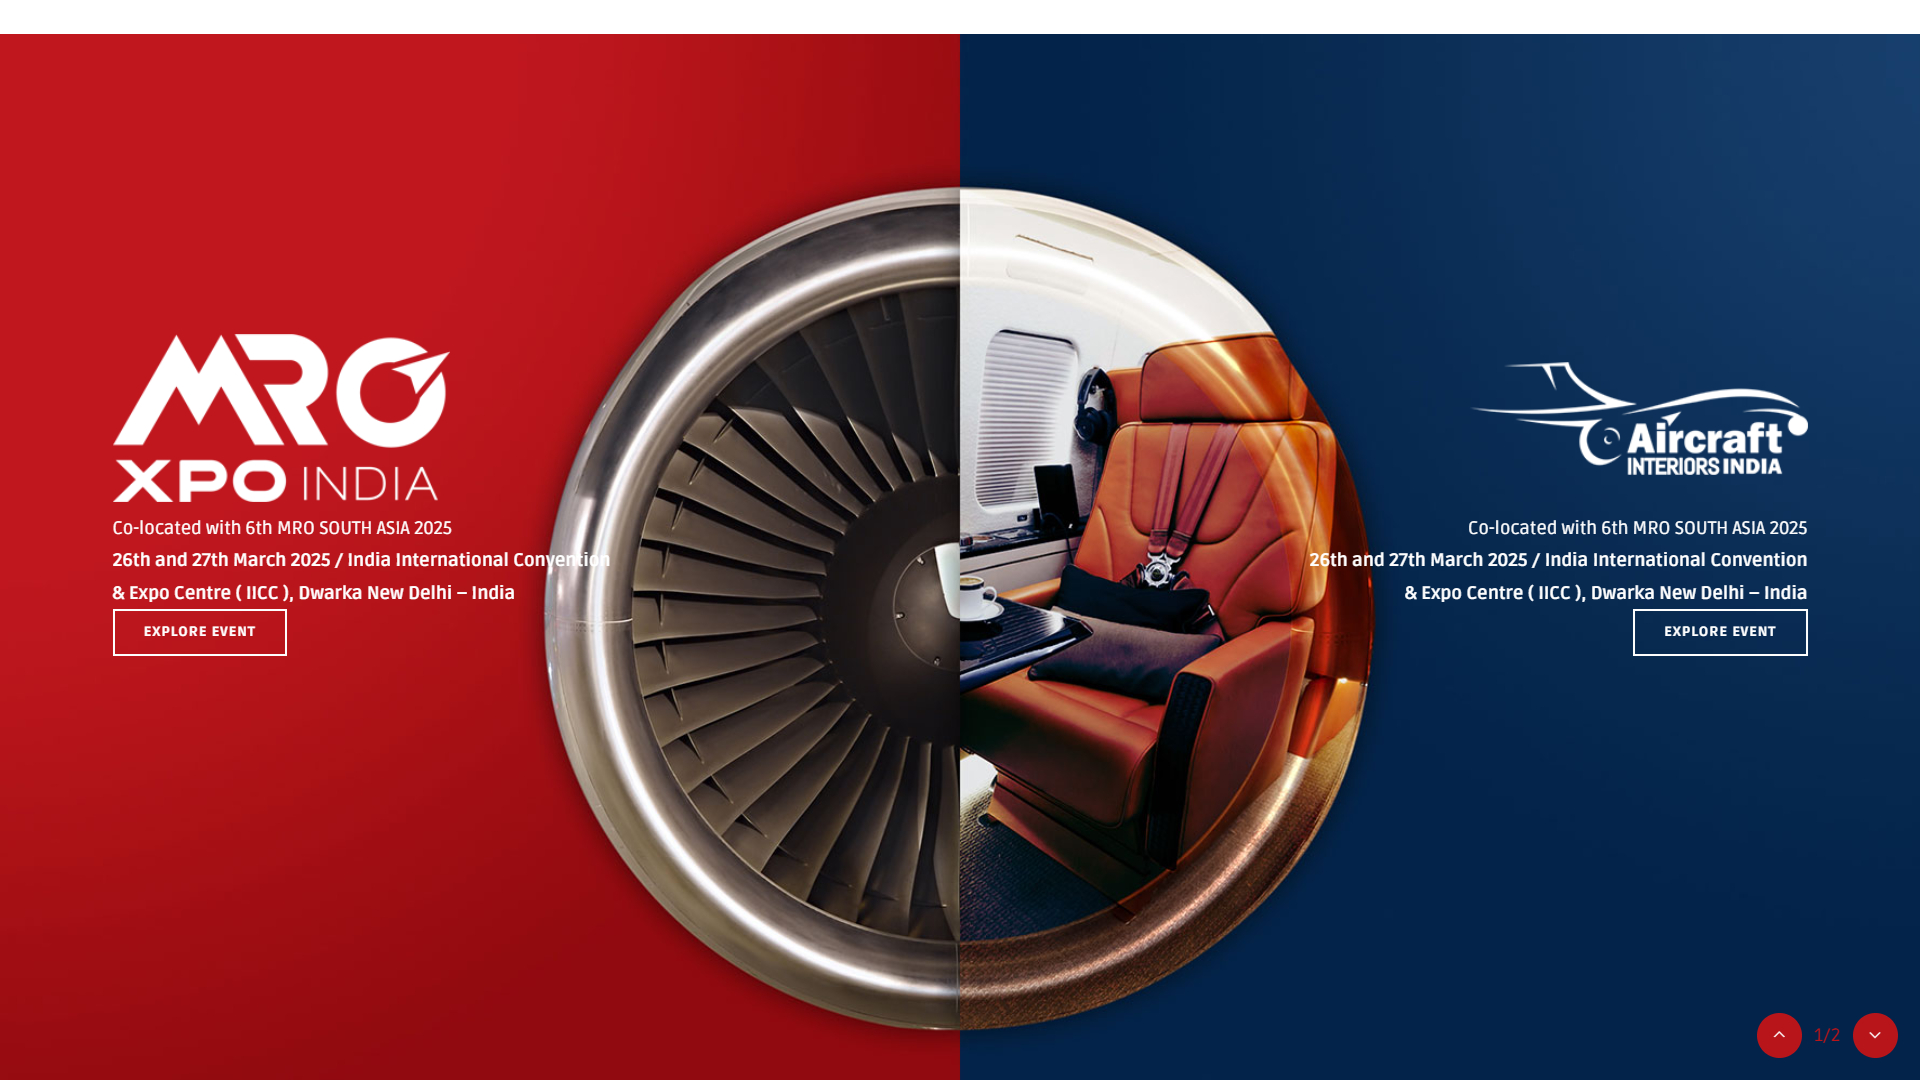 MRO
XPO INDIA
Co-located with 6th MRO SOUTH ASIA 2025
26th and 27th March 2025 / India International Convention
& Expo Centre ( IICC ), Dwarka New Delhi – India
EXPLORE EVENT
Aircraft
INTERIORS INDIA
Co-located with 6th MRO SOUTH ASIA 2025
26th and 27th March 2025 / India International Convention
& Expo Centre ( IICC ), Dwarka New Delhi – India
EXPLORE EVENT
1/2